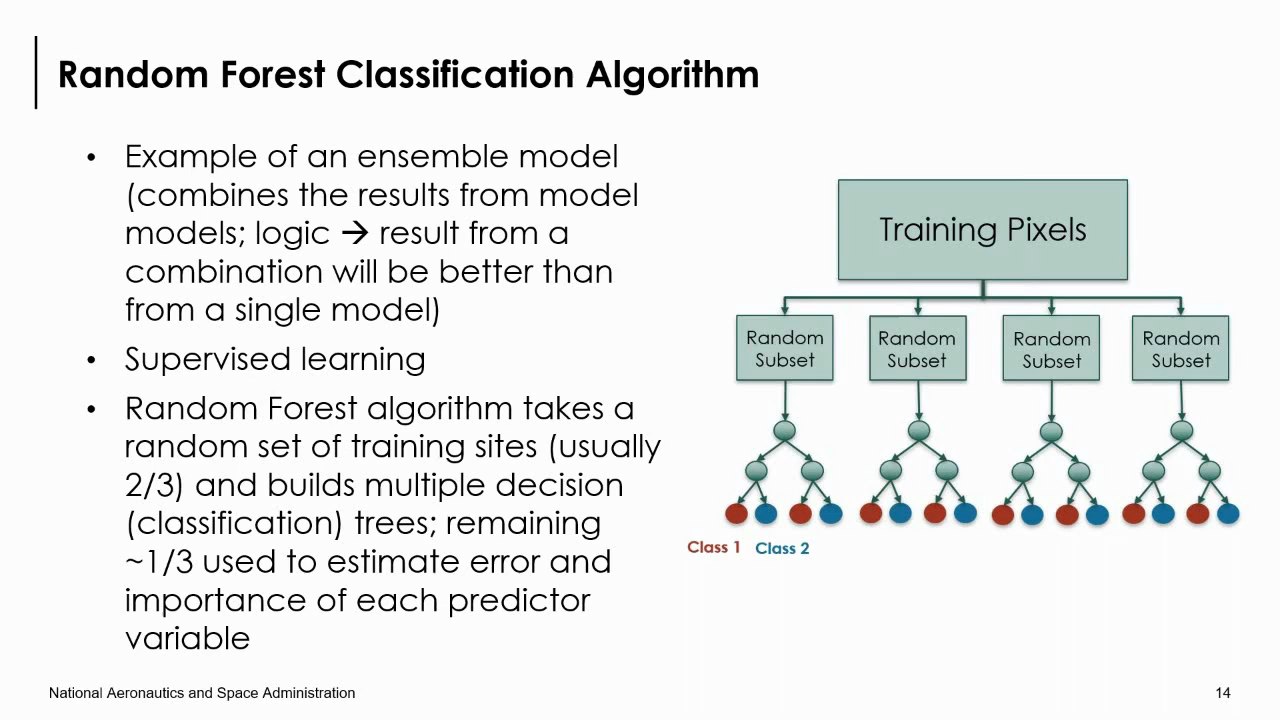 Random Forest Classification Algorithm
• Example of an ensemble model
(combines the results from model
models; logic → result from a
combination will be better than
from a single model)
• Supervised learning
• Random Forest algorithm takes a
random set of training sites (usually
2/3) and builds multiple decision
(classification) trees; remaining
~1/3 used to estimate error and
importance of each predictor
variable
Training Pixels
Random
Subset
Random
Subset
Random
Subset
Random
Subset
Class 1 Class 2
National Aeronautics and Space Administration
14